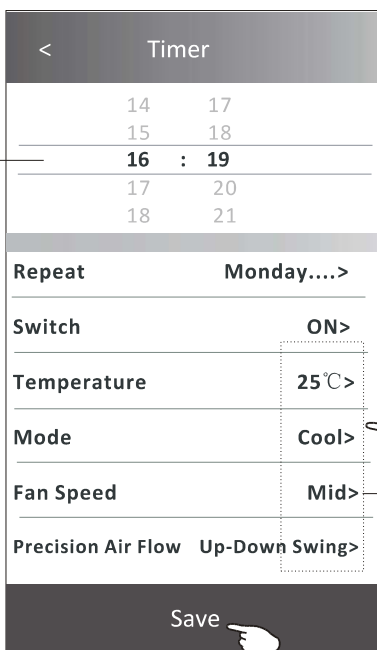 < Timer
14 17
15 18
16 : 19
17 20
18 21
Repeat Monday....>
Switch ON>
Temperature 25℃>
Mode Cool>
Fan Speed Mid>
Precision Air Flow Up-Down Swing>
Save